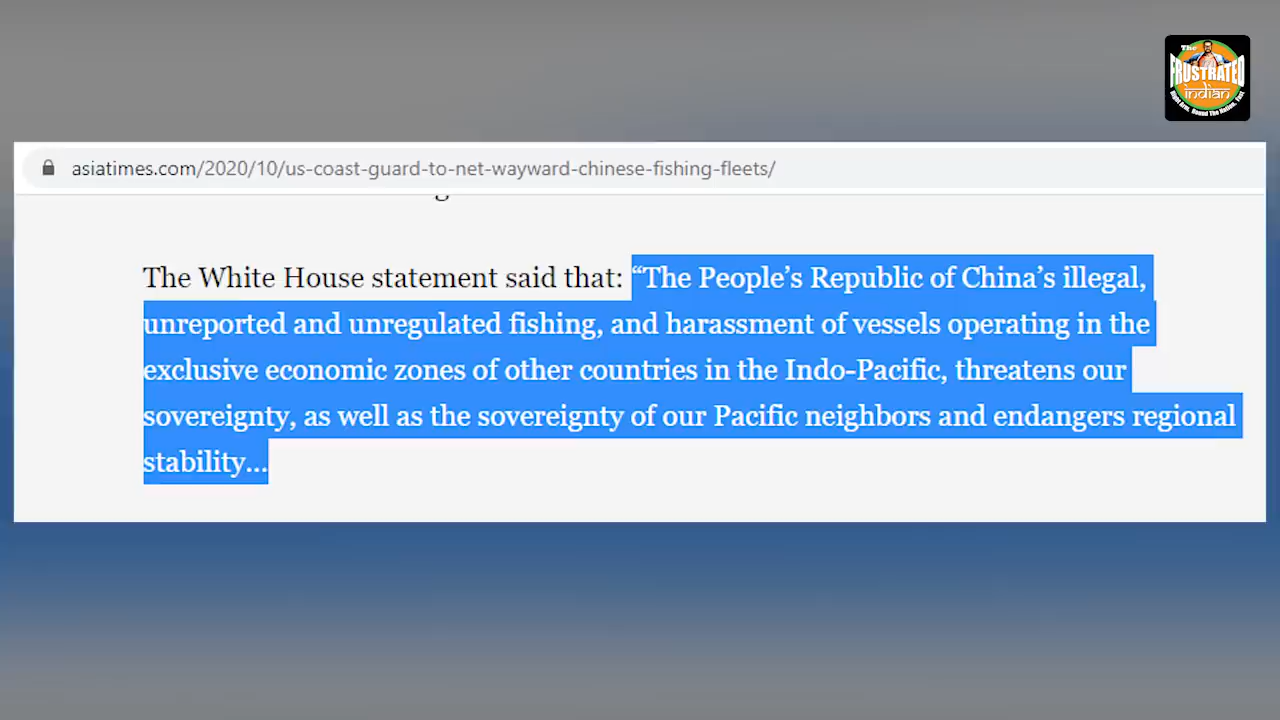 The
FRUSTRATED
indian
asiatimes.com/2020/10/us-coast-guard-to-net-wayward-chinese-fishing-fleets/
The White House statement said that: “The People’s Republic of China’s illegal,
unreported and unregulated fishing, and harassment of vessels operating in the
exclusive economic zones of other countries in the Indo-Pacific, threatens our
sovereignty, as well as the sovereignty of our Pacific neighbors and endangers regional
stability...